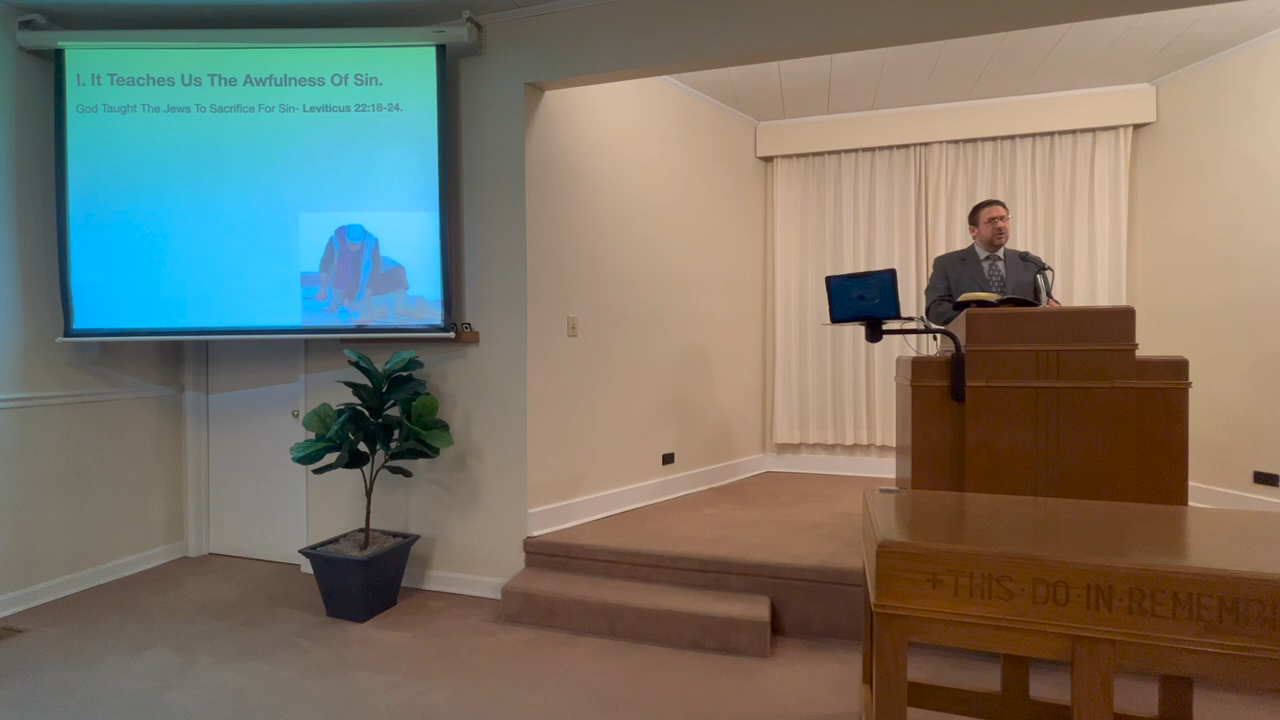 I. It Teaches Us The Awfulness Of Sin.
God Taught The Jews To Sacrifice For Sin- Leviticus 22:18-24.
+THIS·DO·IN·REMEMB